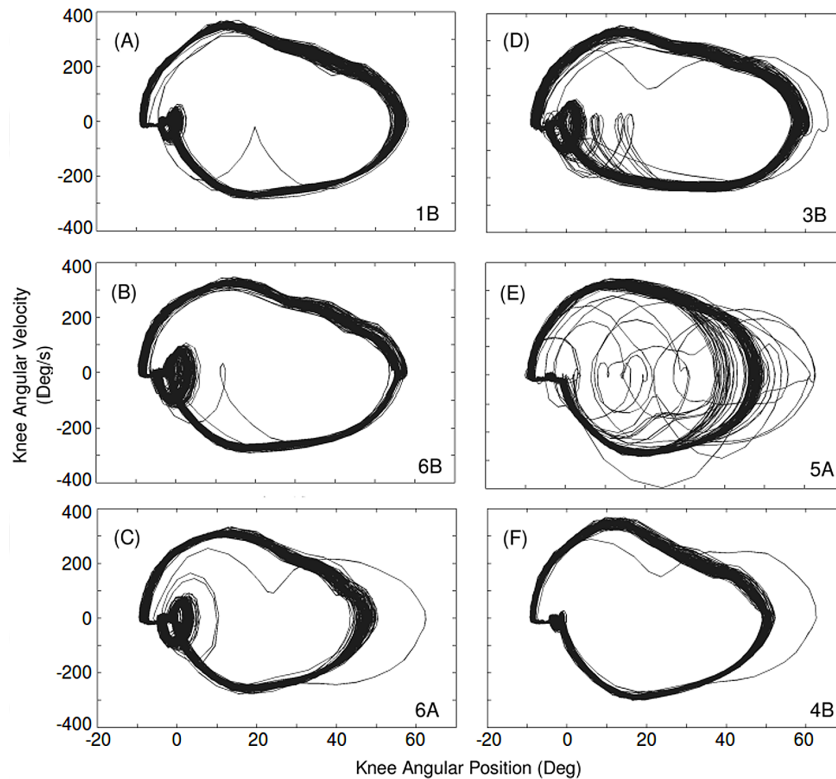 (A)
400
200
0
-200
-400
1B
(D)
3B
(B)
400
200
0
-200
-400
6B
(E)
5A
(C)
400
200
0
-200
-400
6A
(F)
4B
-20 0 20 40 60
-20 0 20 40 60
Knee Angular Velocity
(Deg/s)
Knee Angular Position (Deg)